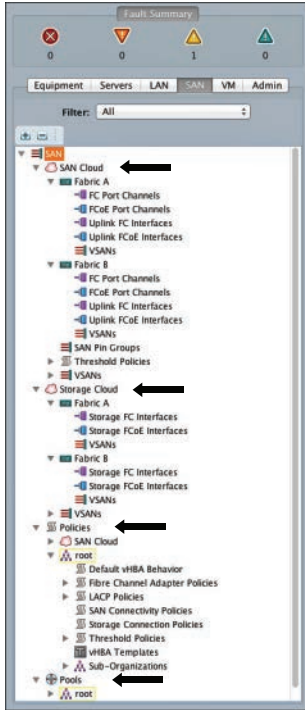 Fault Summary
0 0 1 0
Equipment Servers LAN SAN VM Admin
Filter: All
SAN
SAN Cloud
Fabric A
FC Port Channels
FCoE Port Channels
Uplink FC Interfaces
Uplink FCoE Interfaces
VSANs
Fabric B
FC Port Channels
FCoE Port Channels
Uplink FC Interfaces
Uplink FCoE Interfaces
VSANs
SAN Pin Groups
Threshold Policies
VSANs
Storage Cloud
Fabric A
Storage FC Interfaces
Storage FCoE Interfaces
VSANs
Fabric B
Storage FC Interfaces
Storage FCoE Interfaces
VSANs
VSANs
Policies
SAN Cloud
root
Default vHBA Behavior
Fibre Channel Adapter Policies
LACP Policies
SAN Connectivity Policies
Storage Connection Policies
Threshold Policies
vHBA Templates
Sub-Organizations
Pools
root